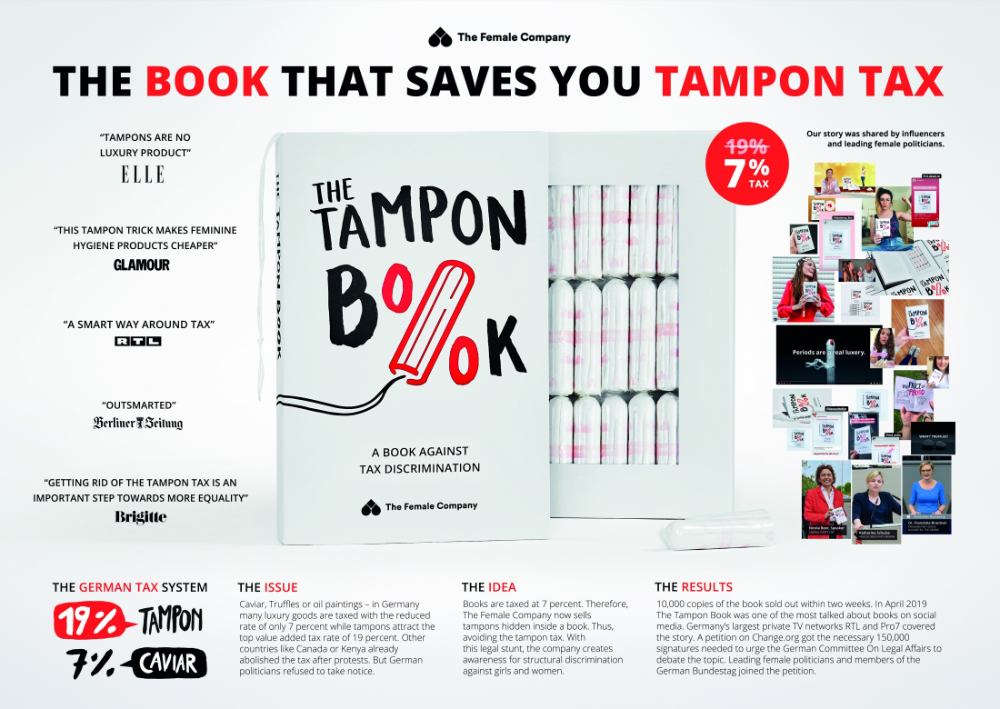 The Female Company
THE BOOK THAT SAVES YOU TAMPON TAX
“TAMPONS ARE NO
LUXURY PRODUCT”
ELLE
“THIS TAMPON TRICK MAKES FEMININE
HYGIENE PRODUCTS CHEAPER”
GLAMOUR
“A SMART WAY AROUND TAX”
RTL
“OUTSMARTED”
Berliner Zeitung
“GETTING RID OF THE TAMPON TAX IS AN
IMPORTANT STEP TOWARDS MORE EQUALITY”
Brigitte
THE TAMPON BOOK
THE
TAMPON
BO%OK
A BOOK AGAINST
TAX DISCRIMINATION
The Female Company
19%
7%
TAX
Our story was shared by influencers
and leading female politicians.
TAMPON
TAMPON
TAMPON
BO%OK
Periods are a real luxury.
WHAT? TRUFFLES?
THE GERMAN TAX SYSTEM
19% TAMPON
7% CAVIAR
THE ISSUE
Caviar, Truffles or oil paintings – in Germany
many luxury goods are taxed with the reduced
rate of only 7 percent while tampons attract the
top value added tax rate of 19 percent. Other
countries like Canada or Kenya already
abolished the tax after protests. But German
politicians refused to take notice.
THE IDEA
Books are taxed at 7 percent. Therefore,
The Female Company now sells
tampons hidden inside a book. Thus,
avoiding the tampon tax. With
this legal stunt, the company creates
awareness for structural discrimination
against girls and women.
THE RESULTS
10,000 copies of the book sold out within two weeks. In April 2019
The Tampon Book was one of the most talked about books on social
media. Germany’s largest private TV networks RTL and Pro7 covered
the story. A petition on Change.org got the necessary 150,000
signatures needed to urge the German Committee On Legal Affairs to
debate the topic. Leading female politicians and members of the
German Bundestag joined the petition.